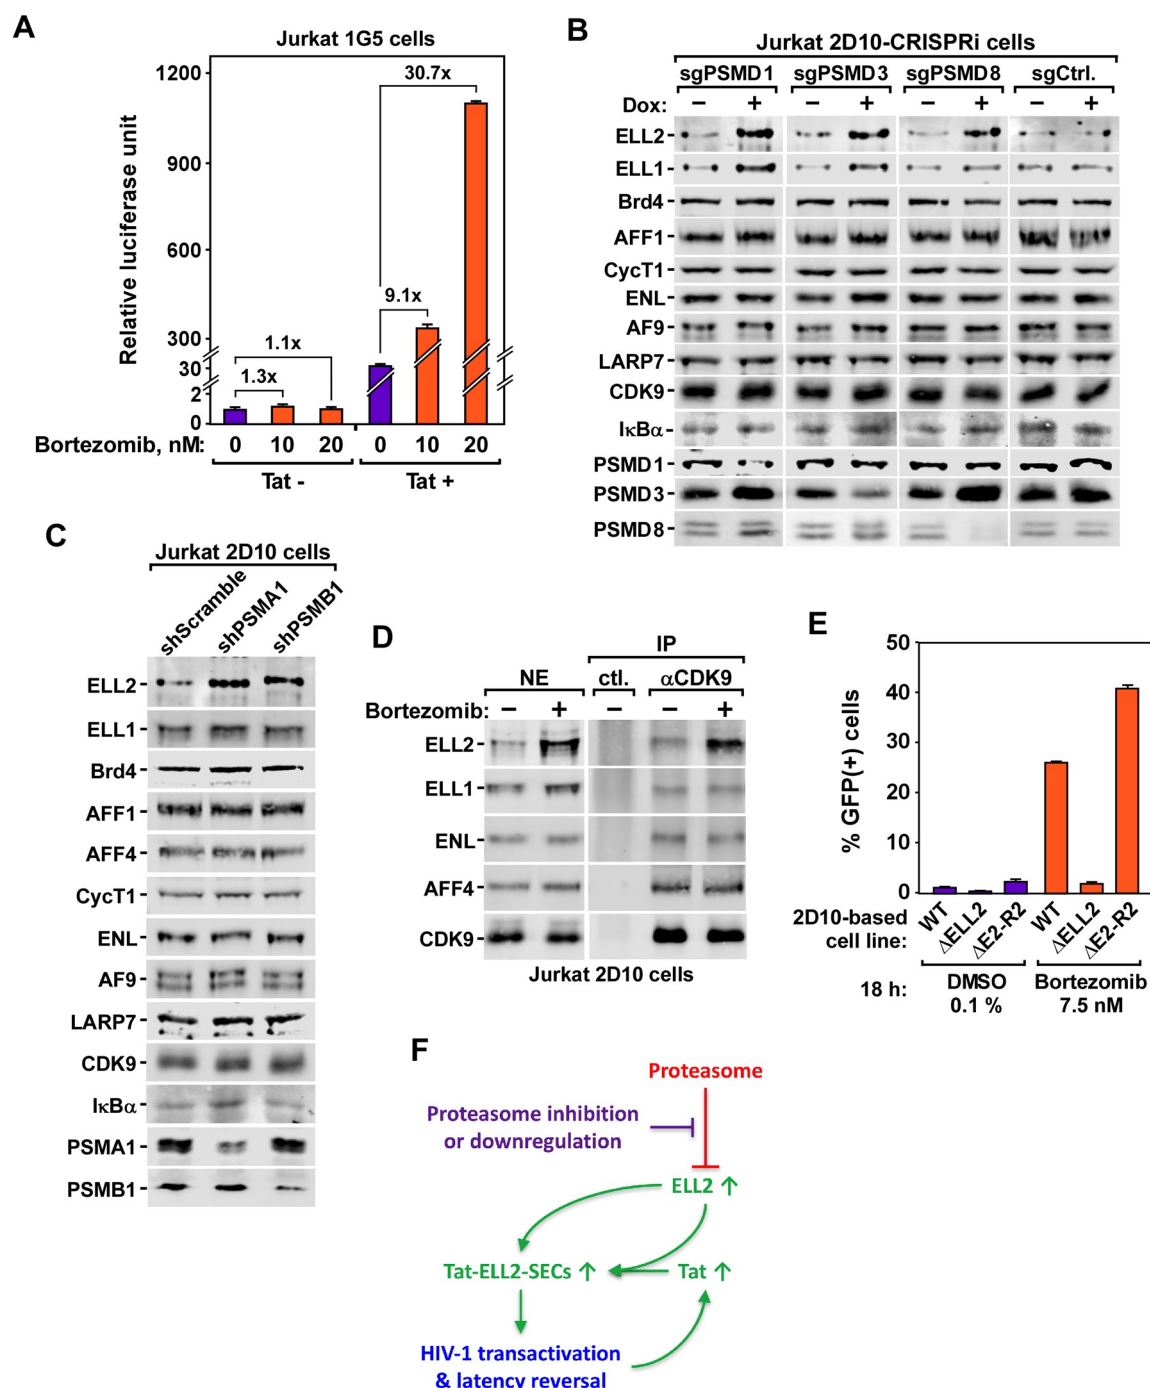 A
Jurkat 1G5 cells
Relative luciferase unit
1200
900
600
300
30
2
0
30.7x
9.1x
1.1x
1.3x
Bortezomib, nM: 0 10 20 0 10 20
Tat - Tat +
B
Jurkat 2D10-CRISPRi cells
sgPSMD1 sgPSMD3 sgPSMD8 sgCtrl.
Dox: − + − + − + − +
ELL2
ELL1
Brd4
AFF1
CycT1
ENL
AF9
LARP7
CDK9
IκBα
PSMD1
PSMD3
PSMD8
C
Jurkat 2D10 cells
shScramble
shPSMA1
shPSMB1
ELL2
ELL1
Brd4
AFF1
AFF4
CycT1
ENL
AF9
LARP7
CDK9
IκBα
PSMA1
PSMB1
D
IP
NE ctl. αCDK9
Bortezomib: − + − − +
ELL2
ELL1
ENL
AFF4
CDK9
Jurkat 2D10 cells
E
% GFP(+) cells
50
40
30
20
10
0
2D10-based
cell line:
WT
ΔELL2
ΔE2-R2
WT
ΔELL2
ΔE2-R2
18 h: DMSO Bortezomib
0.1 % 7.5 nM
F
Proteasome
Proteasome inhibition
or downregulation
ELL2 ↑
Tat-ELL2-SECs ↑ Tat ↑
HIV-1 transactivation
& latency reversal